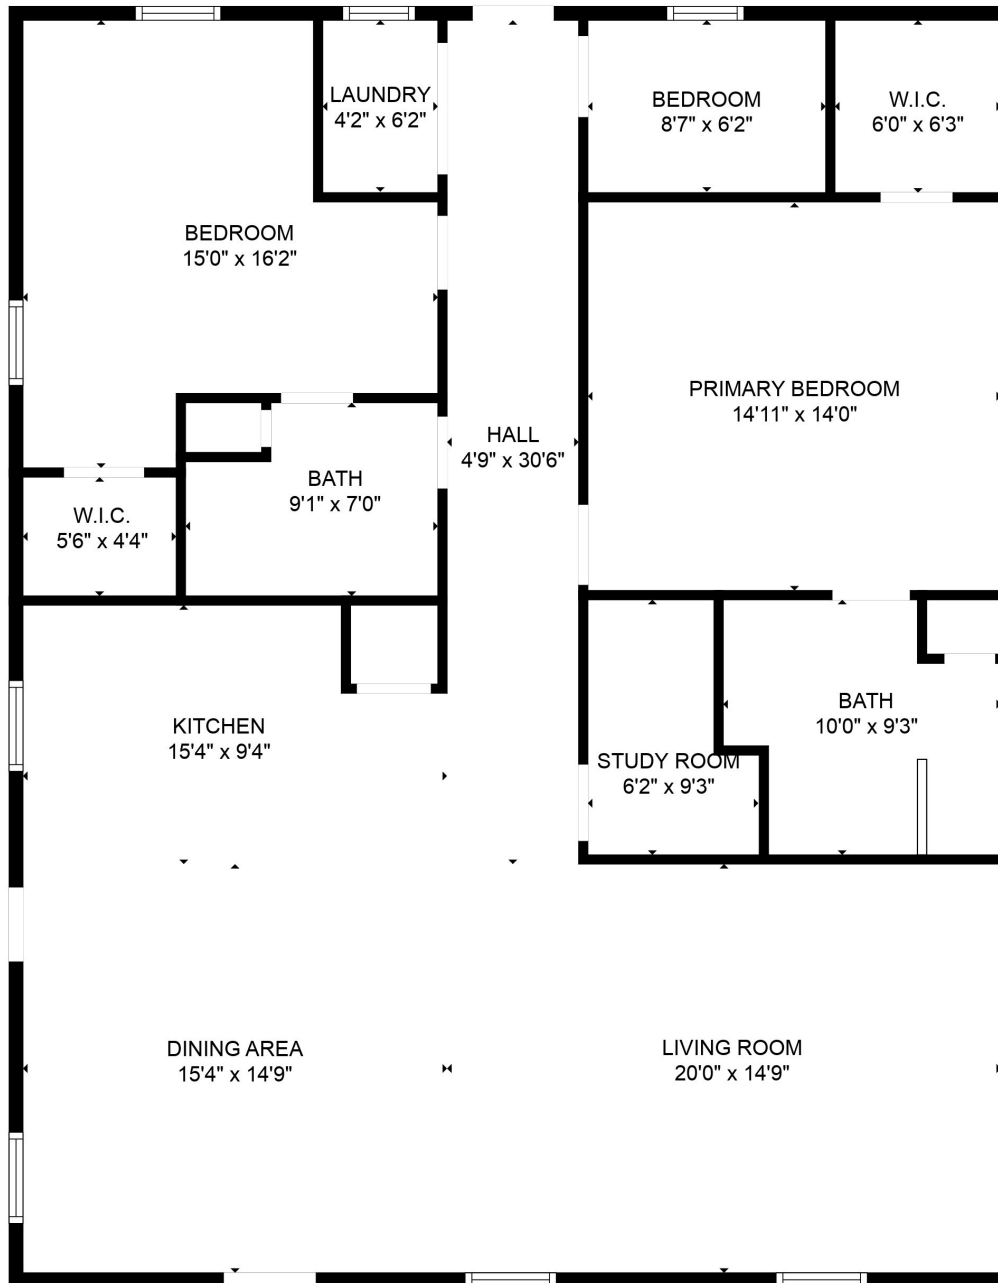 LAUNDRY
4'2" x 6'2"
BEDROOM
8'7" x 6'2"
W.I.C.
6'0" x 6'3"
BEDROOM
15'0" x 16'2"
PRIMARY BEDROOM
14'11" x 14'0"
HALL
4'9" x 30'6"
BATH
9'1" x 7'0"
W.I.C.
5'6" x 4'4"
KITCHEN
15'4" x 9'4"
BATH
10'0" x 9'3"
STUDY ROOM
6'2" x 9'3"
DINING AREA
15'4" x 14'9"
LIVING ROOM
20'0" x 14'9"